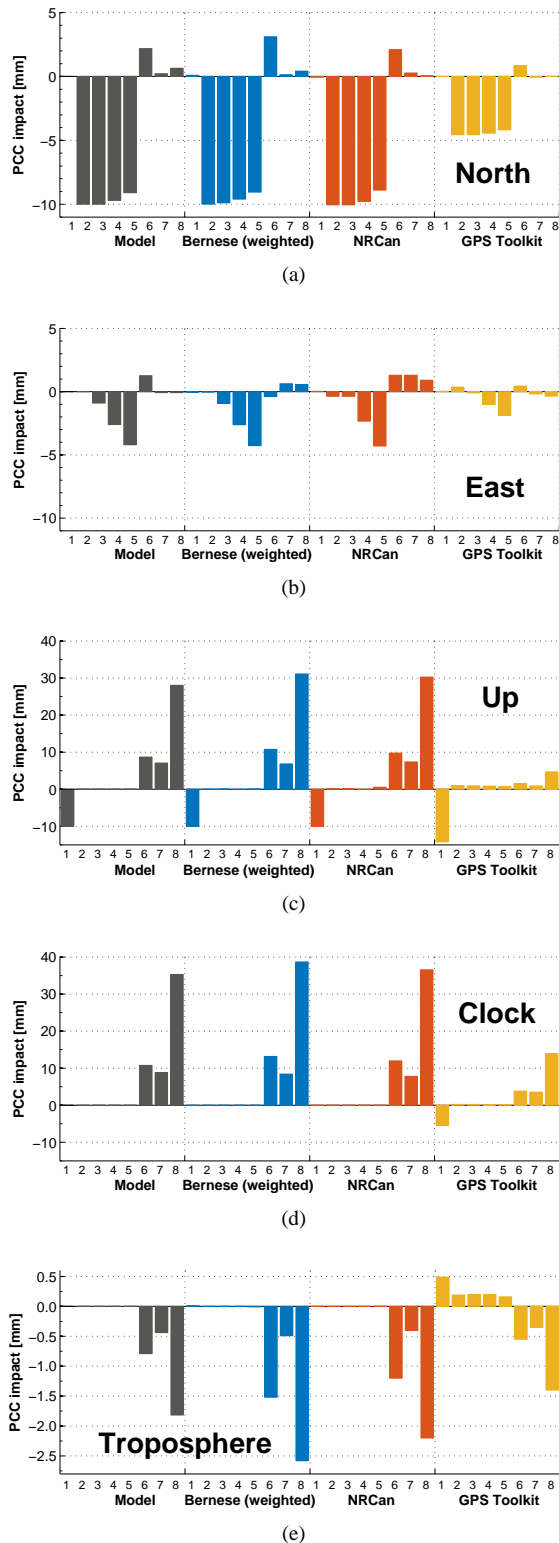 5
0
−5
−10
PCC impact [mm]
North
1 2 3 4 5 6 7 8 1 2 3 4 5 6 7 8 1 2 3 4 5 6 7 8 1 2 3 4 5 6 7 8
Model Bernese (weighted) NRCan GPS Toolkit
(a)
5
0
−5
−10
PCC impact [mm]
East
1 2 3 4 5 6 7 8 1 2 3 4 5 6 7 8 1 2 3 4 5 6 7 8 1 2 3 4 5 6 7 8
Model Bernese (weighted) NRCan GPS Toolkit
(b)
40
30
20
10
0
−10
PCC impact [mm]
Up
1 2 3 4 5 6 7 8 1 2 3 4 5 6 7 8 1 2 3 4 5 6 7 8 1 2 3 4 5 6 7 8
Model Bernese (weighted) NRCan GPS Toolkit
(c)
40
30
20
10
0
−10
PCC impact [mm]
Clock
1 2 3 4 5 6 7 8 1 2 3 4 5 6 7 8 1 2 3 4 5 6 7 8 1 2 3 4 5 6 7 8
Model Bernese (weighted) NRCan GPS Toolkit
(d)
0.5
0.0
−0.5
−1.0
−1.5
−2.0
−2.5
PCC impact [mm]
Troposphere
1 2 3 4 5 6 7 8 1 2 3 4 5 6 7 8 1 2 3 4 5 6 7 8 1 2 3 4 5 6 7 8
Model Bernese (weighted) NRCan GPS Toolkit
(e)